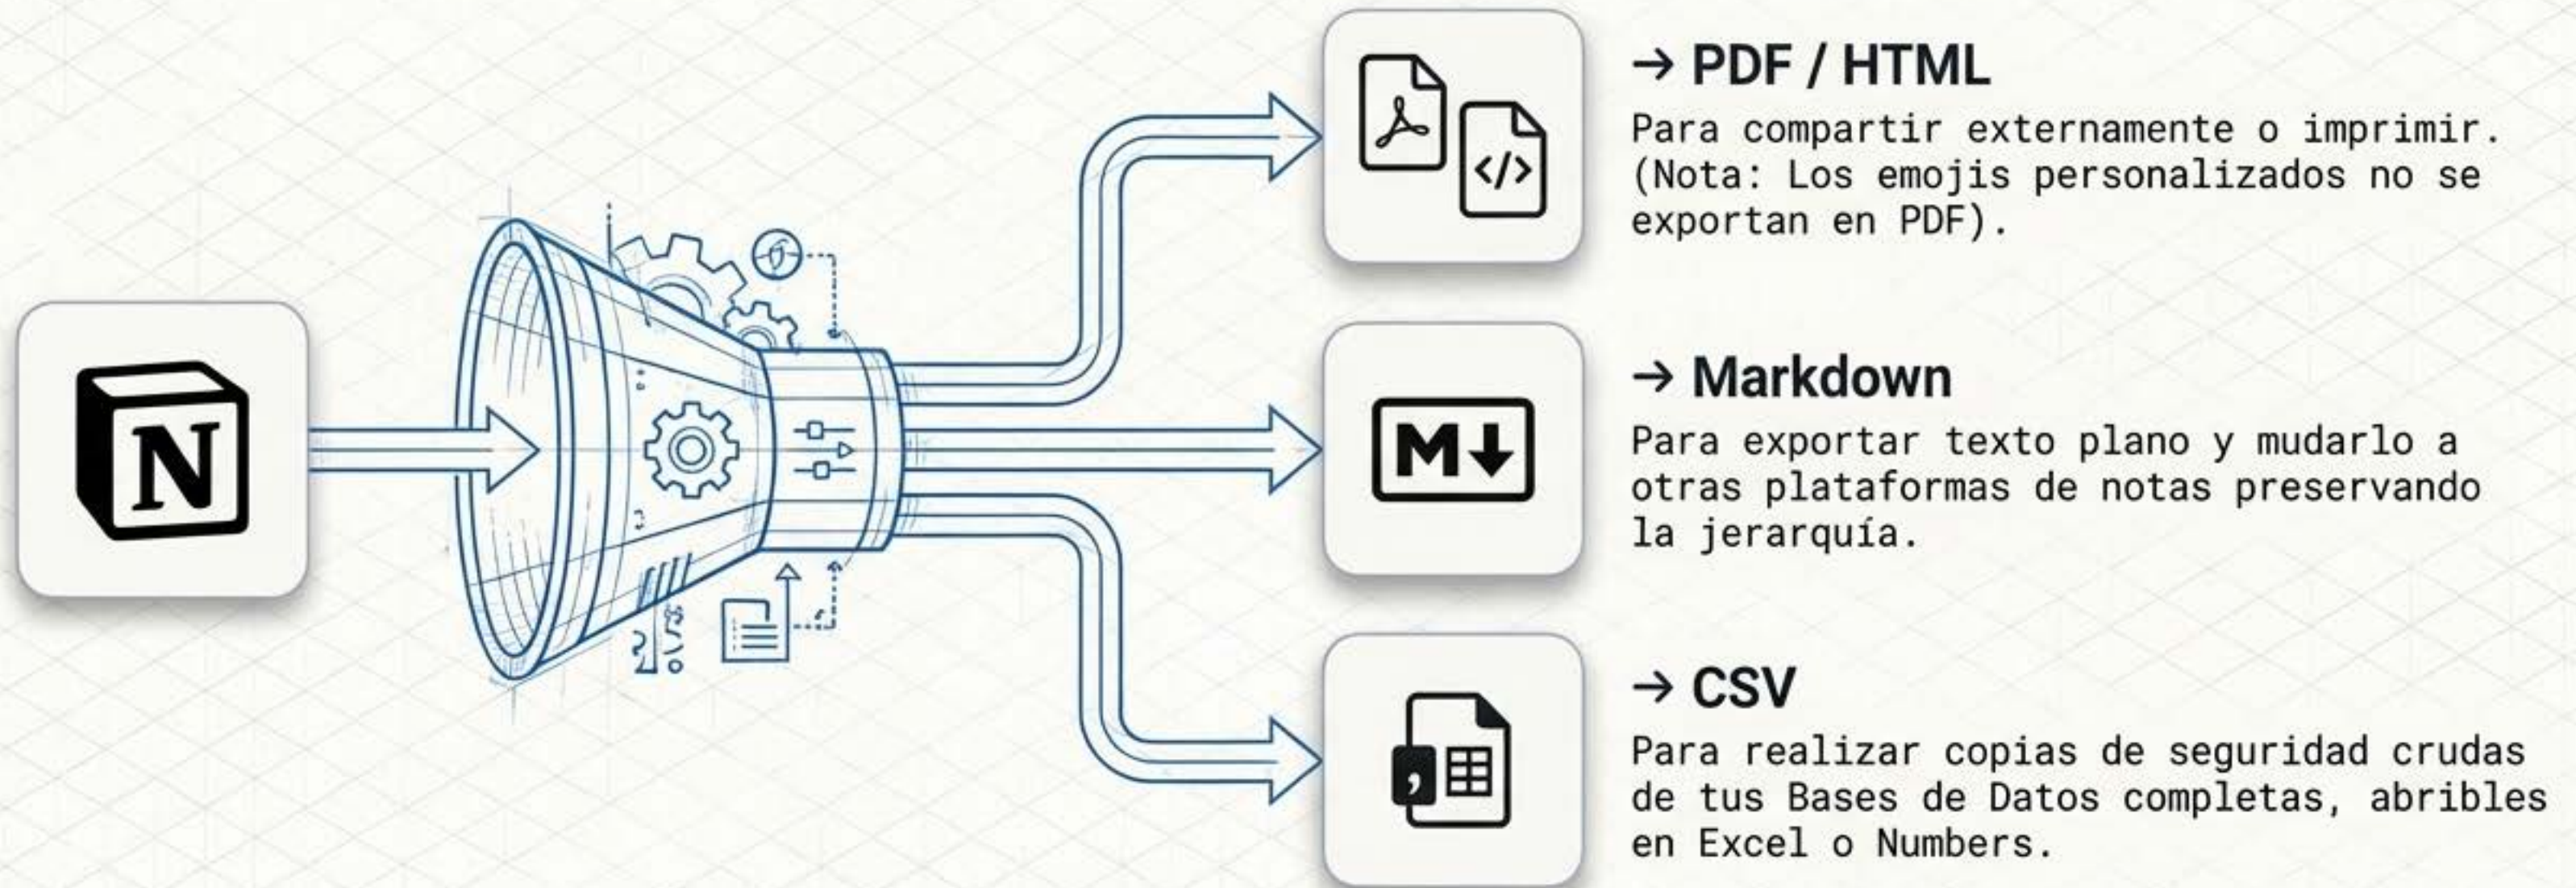 N
→ PDF / HTML
Para compartir externamente o imprimir.
(Nota: Los emojis personalizados no se
exportan en PDF).
</>
→ Markdown
M
Para exportar texto plano y mudarlo a
otras plataformas de notas preservando
la jerarquía.
→ CSV
,
Para realizar copias de seguridad crudas
de tus Bases de Datos completas, abribles
en Excel o Numbers.